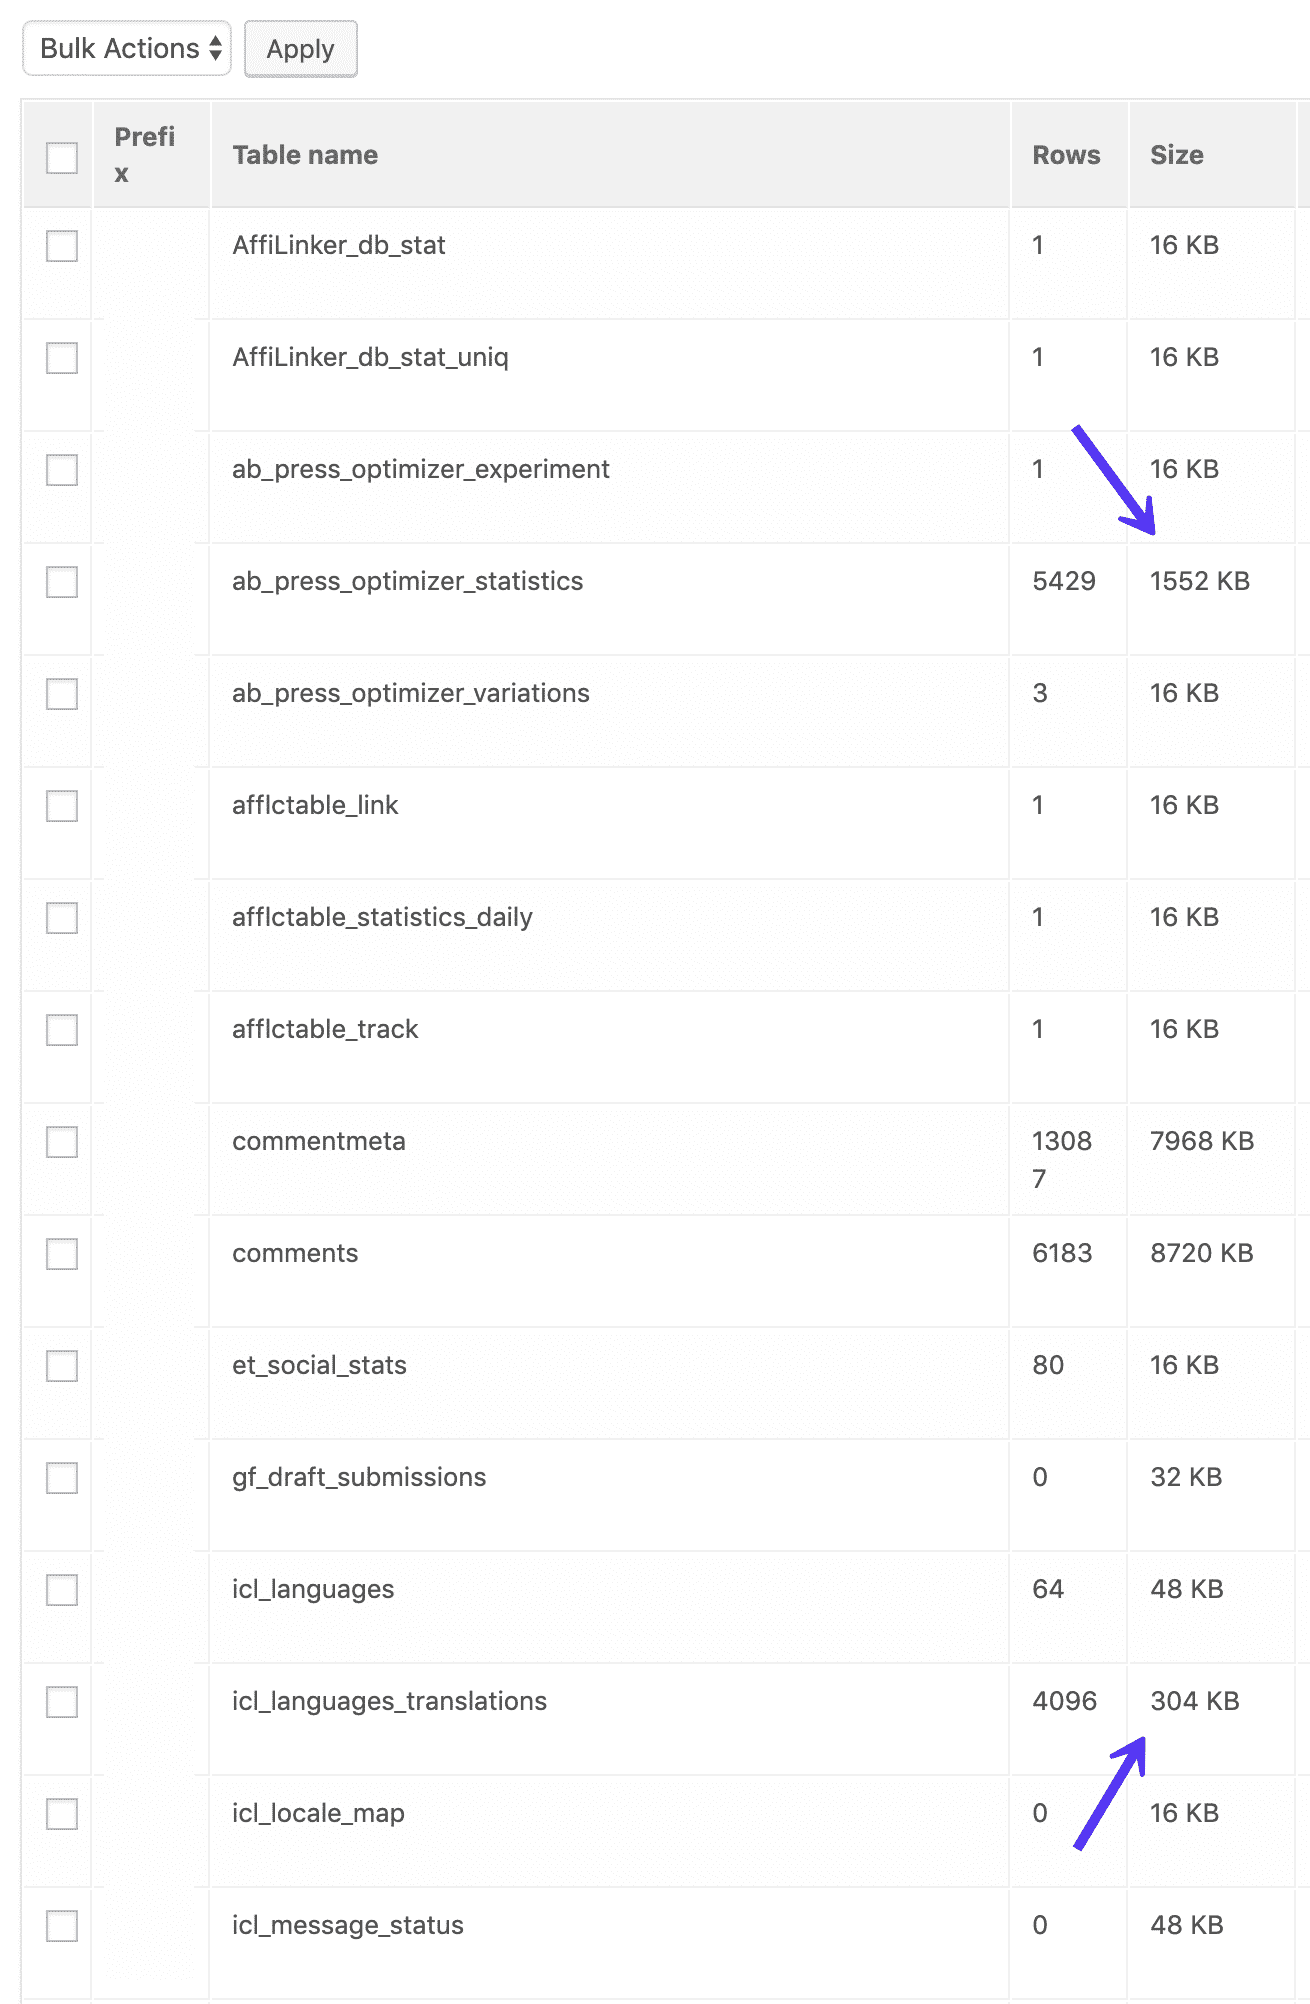 Bulk Actions Apply
Prefi
x
Table name Rows Size
AffiLinker_db_stat 1 16 KB
AffiLinker_db_stat_uniq 1 16 KB
ab_press_optimizer_experiment 1 16 KB
ab_press_optimizer_statistics 5429 1552 KB
ab_press_optimizer_variations 3 16 KB
afflctable_link 1 16 KB
afflctable_statistics_daily 1 16 KB
afflctable_track 1 16 KB
commentmeta 1308 7968 KB
7
comments 6183 8720 KB
et_social_stats 80 16 KB
gf_draft_submissions 0 32 KB
icl_languages 64 48 KB
icl_languages_translations 4096 304 KB
icl_locale_map 0 16 KB
icl_message_status 0 48 KB